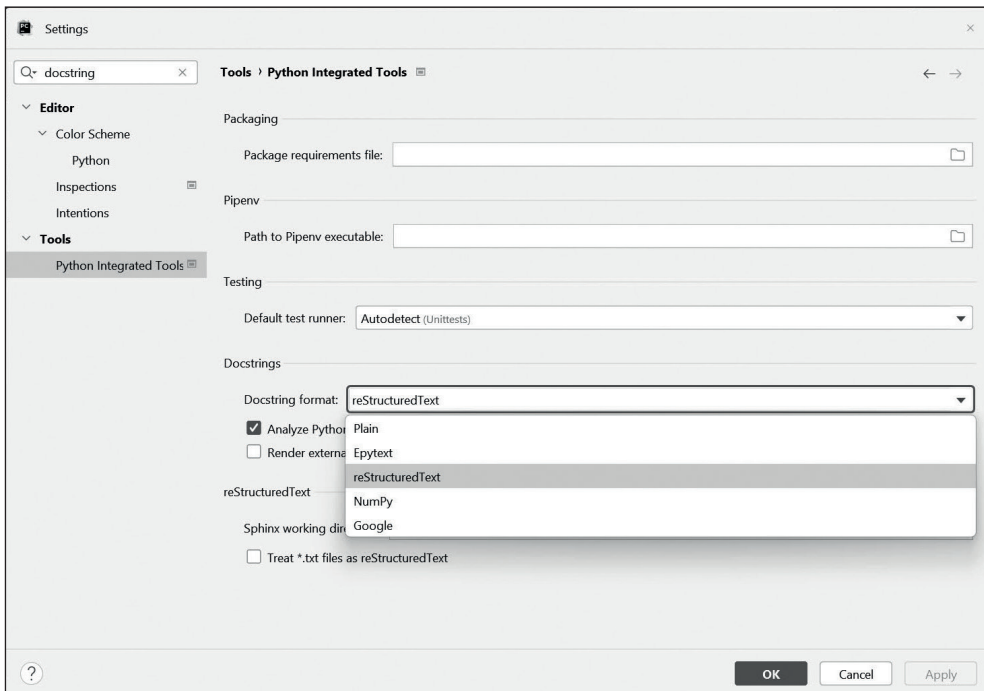 PC Settings
docstring
Editor
Color Scheme
Python
Inspections
Intentions
Tools
Python Integrated Tools
Tools › Python Integrated Tools
Packaging
Package requirements file:
Pipenv
Path to Pipenv executable:
Testing
Default test runner: Autodetect (Unittests)
Docstrings
Docstring format: reStructuredText
Analyze Python
Plain
Render externa
Epytext
reStructuredText
reStructuredText
NumPy
Sphinx working dir
Google
Treat *.txt files as reStructuredText
?
OK Cancel Apply